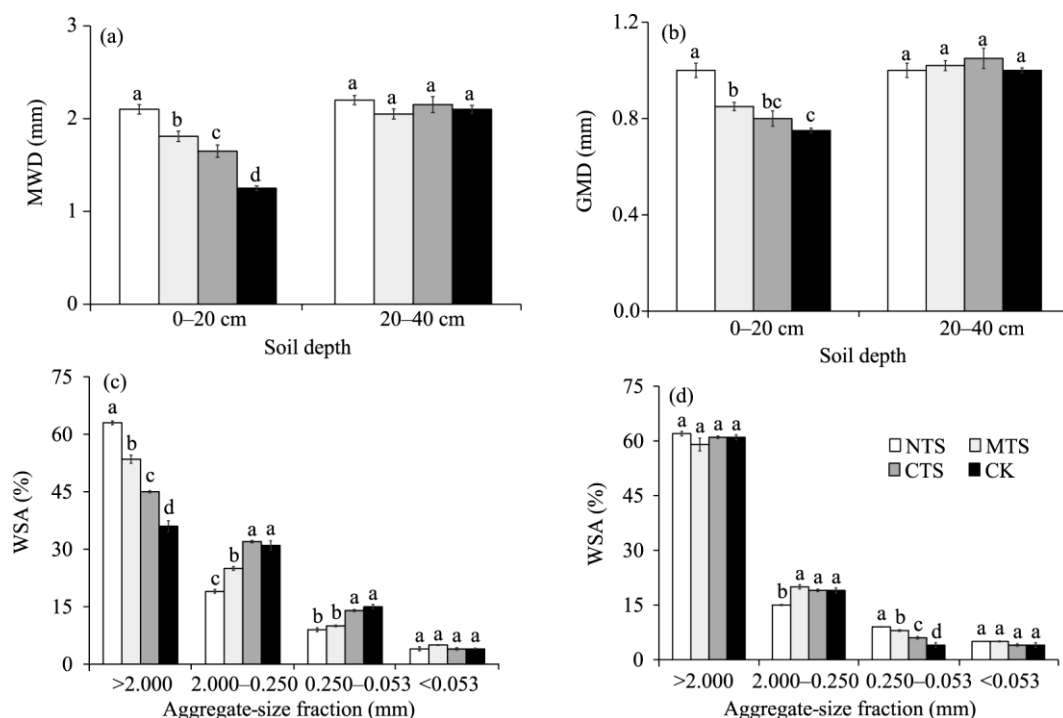 (a)
MWD (mm)
3
2
1
0
a b c d a a a a
0–20 cm 20–40 cm
Soil depth
(b)
GMD (mm)
1.2
0.8
0.4
0.0
a b bc c a a a a
0–20 cm 20–40 cm
Soil depth
(c)
WSA (%)
75
60
45
30
15
0
a b c d c b a a b b a a a a a a
>2.000 2.000–0.250 0.250–0.053 <0.053
Aggregate-size fraction (mm)
(d)
WSA (%)
75
60
45
30
15
0
a a a a b a a a a b c d a a a a
NTS MTS
CTS CK
>2.000 2.000–0.250 0.250–0.053 <0.053
Aggregate-size fraction (mm)